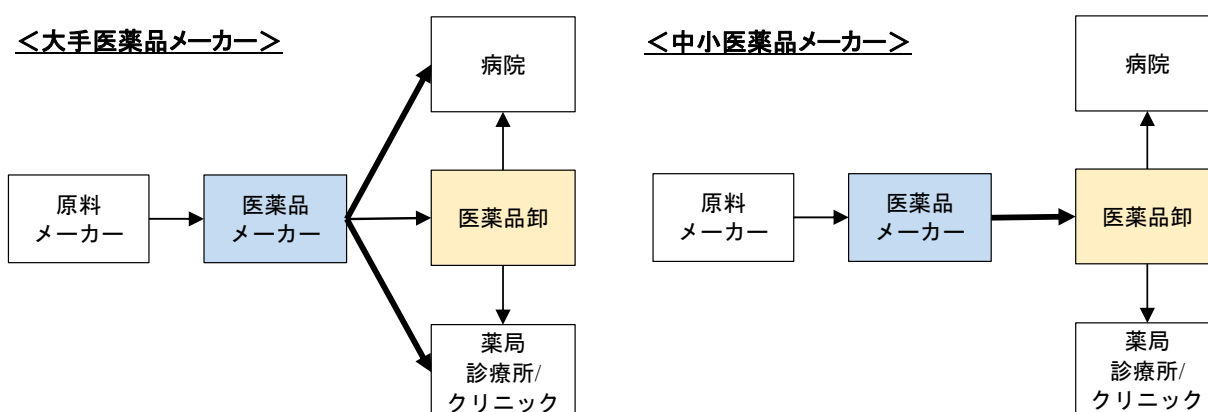 ＜大手医薬品メーカー＞
病院
原料
メーカー
医薬品
メーカー
医薬品卸
薬局
診療所/
クリニック
＜中小医薬品メーカー＞
病院
原料
メーカー
医薬品
メーカー
医薬品卸
薬局
診療所/
クリニック